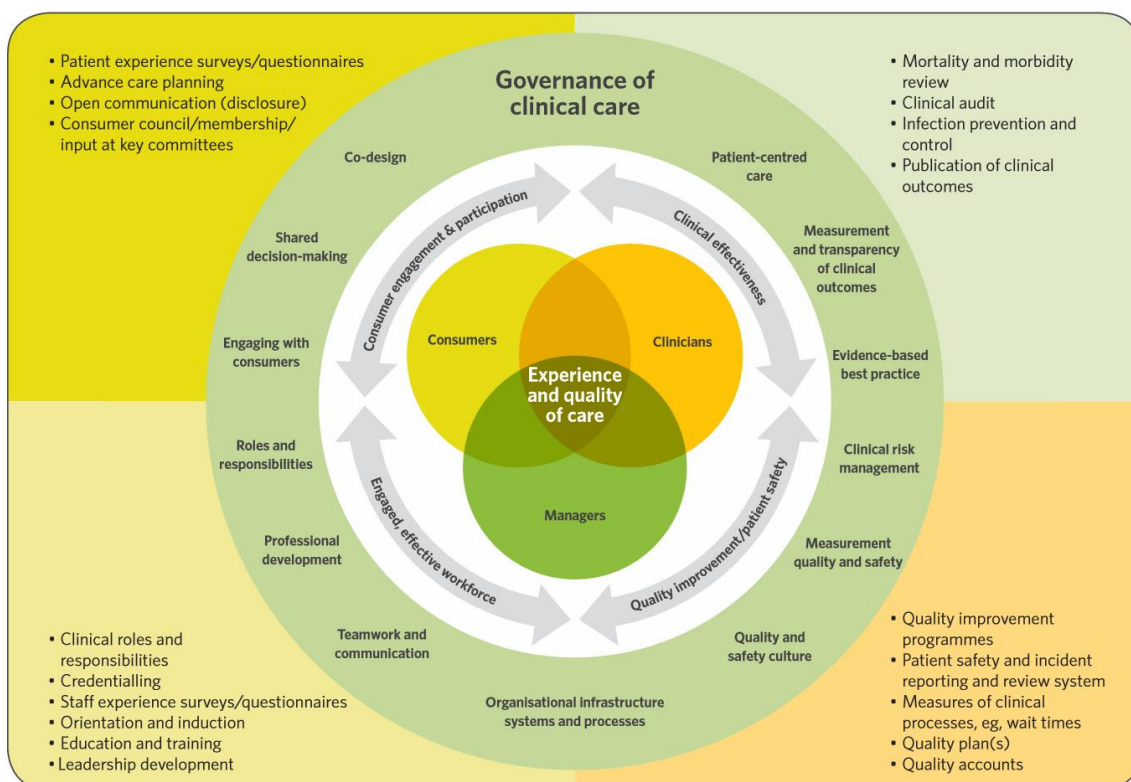 • Patient experience surveys/questionnaires
• Advance care planning
• Open communication (disclosure)
• Consumer council/membership/
input at key committees
Governance of
clinical care
• Mortality and morbidity
review
• Clinical audit
• Infection prevention and
control
• Publication of clinical
outcomes
Co-design
Shared
decision-making
Engaging with
consumers
Patient-centred
care
Measurement
and transparency
of clinical
outcomes
Evidence-based
best practice
Consumer engagement & participation
Clinical effectiveness
Consumers
Clinicians
Experience
and quality
of care
Managers
Engaged, effective workforce
Quality improvement/patient safety
Roles and
responsibilities
Professional
development
Teamwork and
communication
Organisational infrastructure
systems and processes
Clinical risk
management
Measurement
quality and safety
Quality and
safety culture
• Clinical roles and
responsibilities
• Credentialling
• Staff experience surveys/questionnaires
• Orientation and induction
• Education and training
• Leadership development
• Quality improvement
programmes
• Patient safety and incident
reporting and review system
• Measures of clinical
processes, eg, wait times
• Quality plan(s)
• Quality accounts